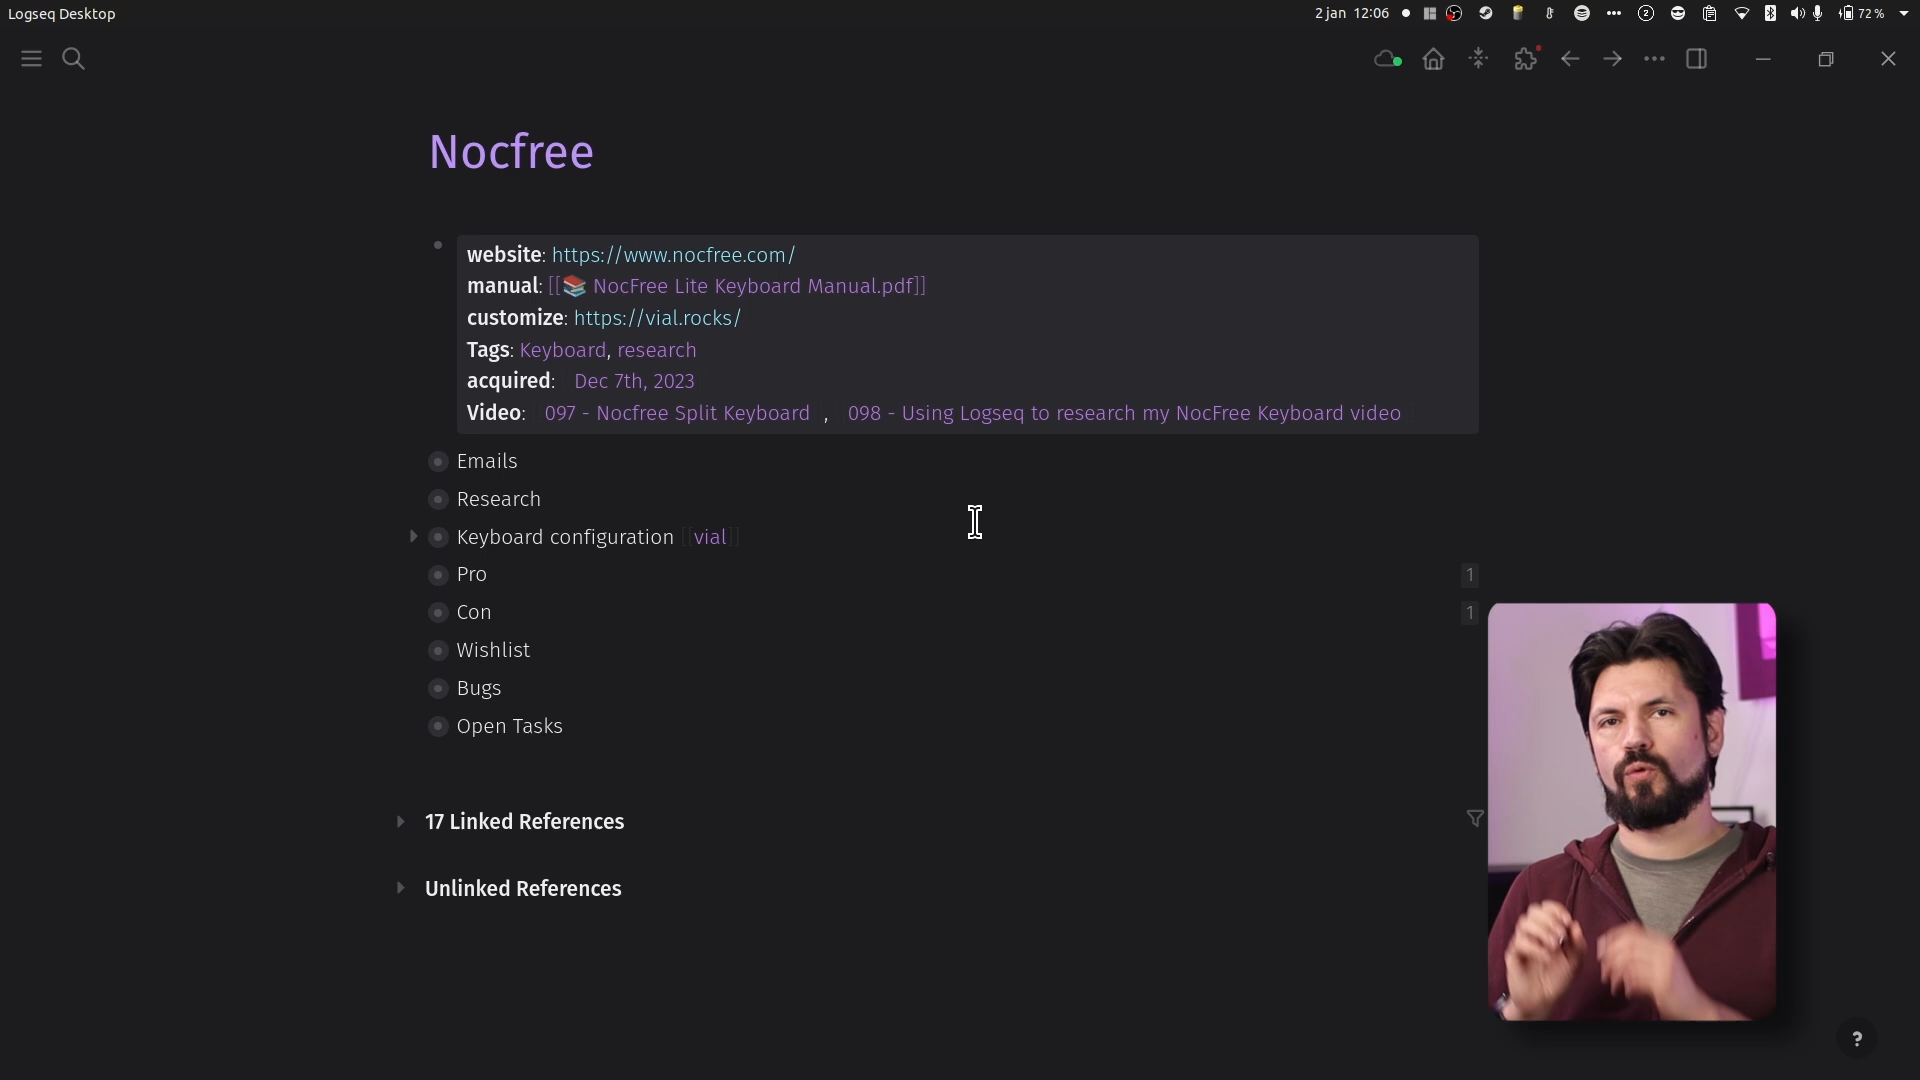 Logseq Desktop
2 jan 12:06
72 %
Nocfree
website: https://www.nocfree.com/
manual: [[📚 NocFree Lite Keyboard Manual.pdf]]
customize: https://vial.rocks/
Tags: Keyboard, research
acquired: Dec 7th, 2023
Video: 097 - Nocfree Split Keyboard , 098 - Using Logseq to research my NocFree Keyboard video
Emails
Research
Keyboard configuration [[vial]]
Pro 1
Con 1
Wishlist
Bugs
Open Tasks
17 Linked References
Unlinked References
?